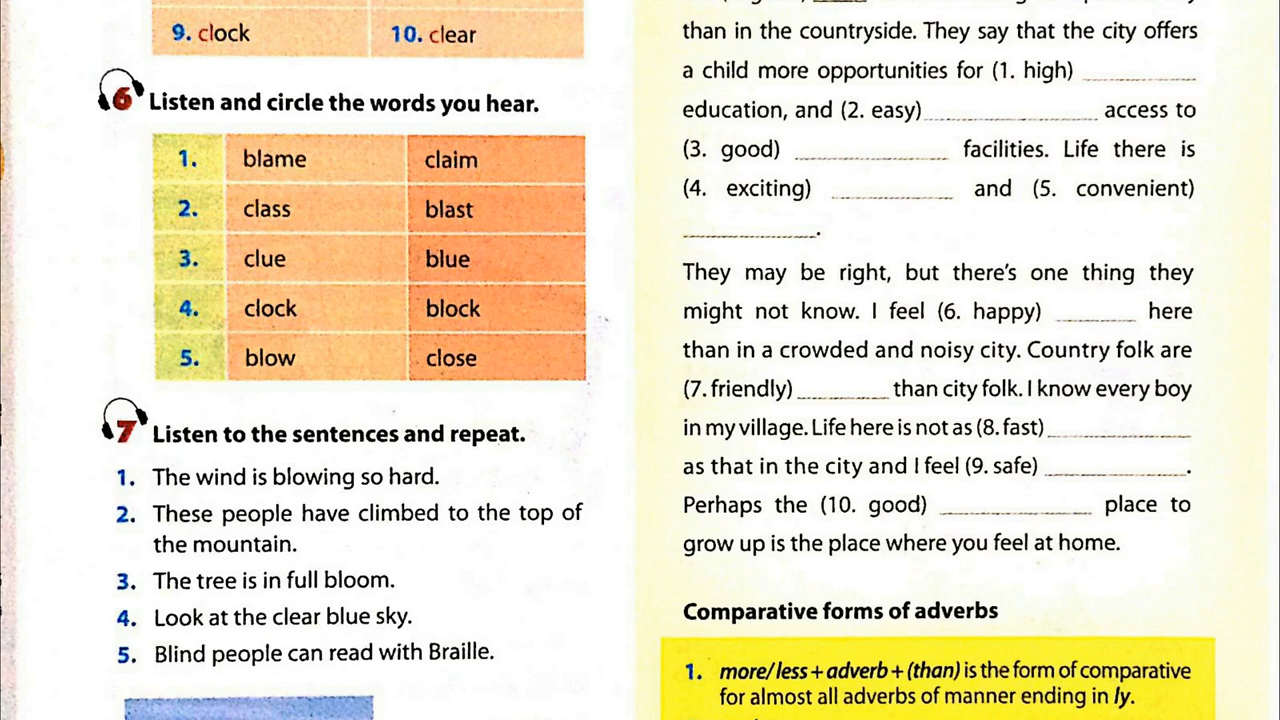 9. clock 10. clear
6 Listen and circle the words you hear.
1. blame claim
2. class blast
3. clue blue
4. clock block
5. blow close
7 Listen to the sentences and repeat.
1. The wind is blowing so hard.
2. These people have climbed to the top of
the mountain.
3. The tree is in full bloom.
4. Look at the clear blue sky.
5. Blind people can read with Braille.
than in the countryside. They say that the city offers
a child more opportunities for (1. high) ____
education, and (2. easy) ____ access to
(3. good) ____ facilities. Life there is
(4. exciting) ____ and (5. convenient)
____.
They may be right, but there's one thing they
might not know. I feel (6. happy) ____ here
than in a crowded and noisy city. Country folk are
(7. friendly) ____ than city folk. I know every boy
in my village. Life here is not as (8. fast) ____
as that in the city and I feel (9. safe) ____.
Perhaps the (10. good) ____ place to
grow up is the place where you feel at home.
Comparative forms of adverbs
1. more/ less + adverb + (than) is the form of comparative
for almost all adverbs of manner ending in ly.